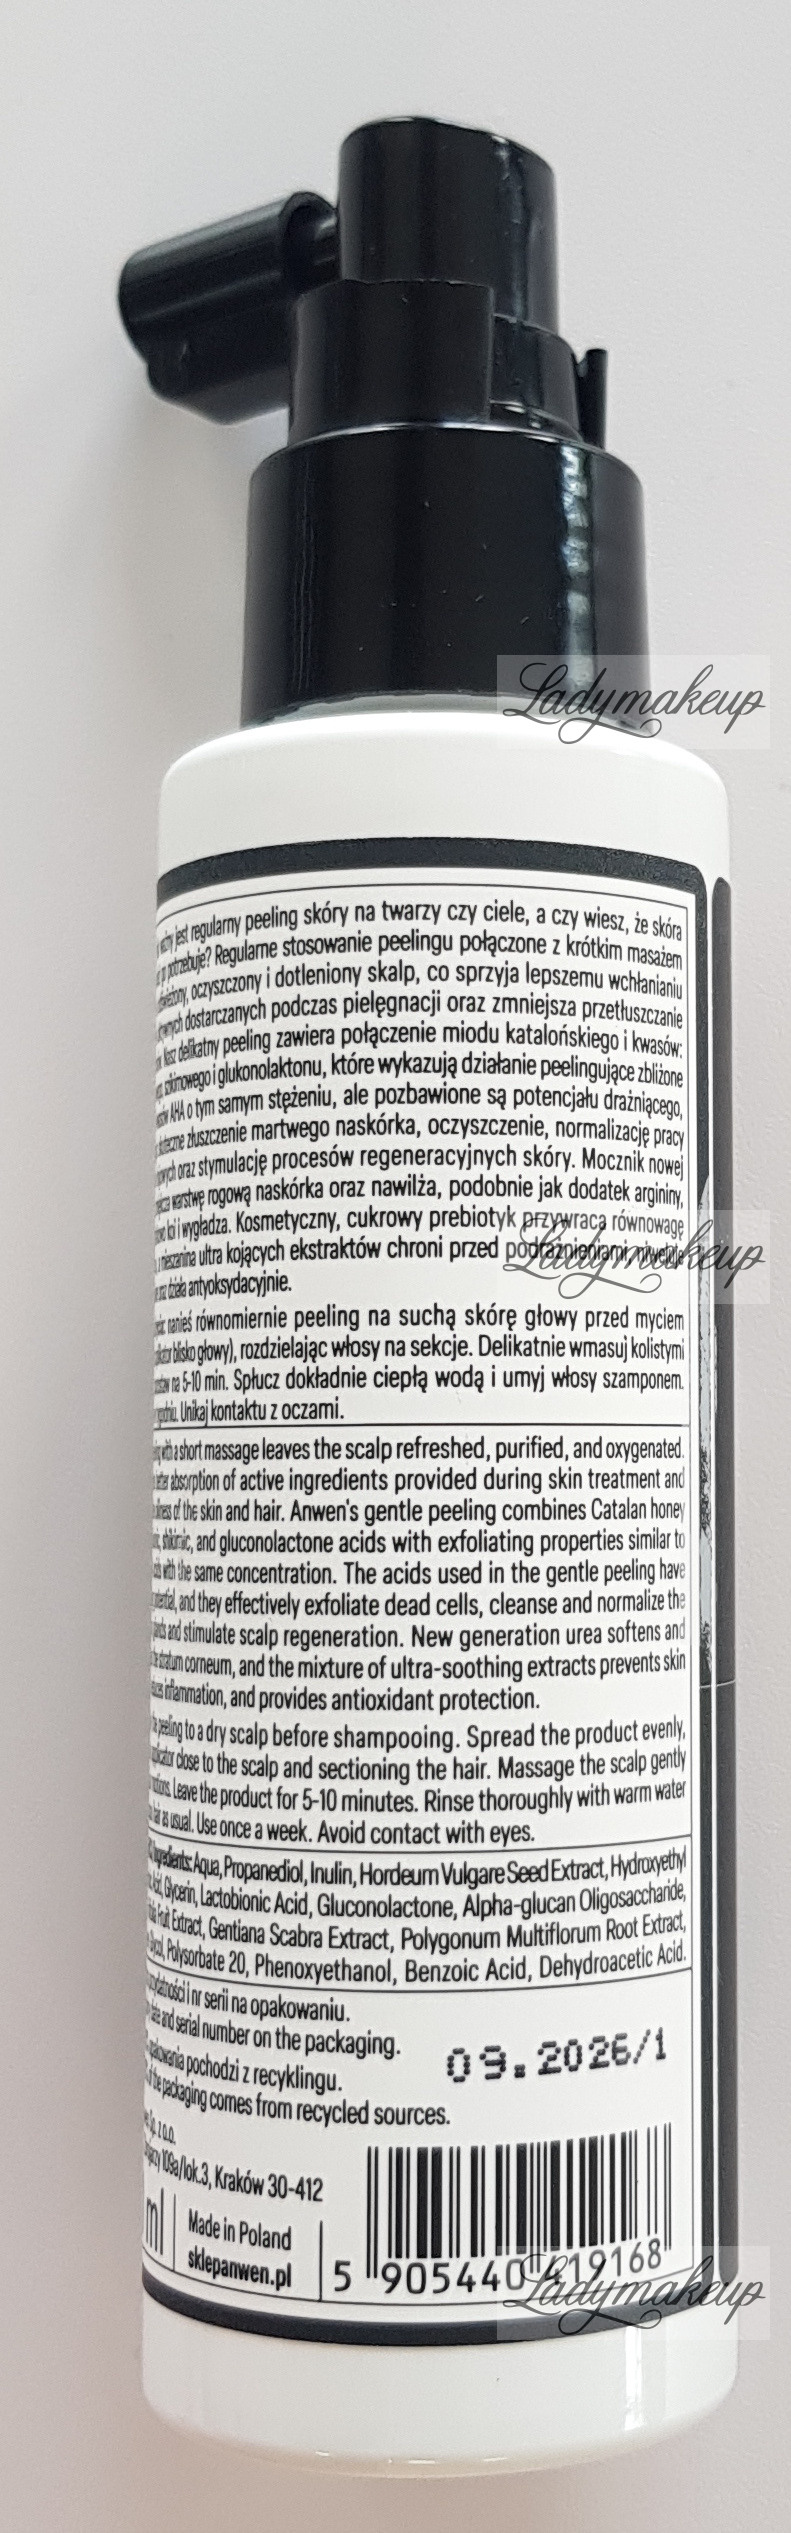 Ladymakeup
ważny jest regularny peeling skóry na twarzy czy ciele, a czy wiesz, że skóra
go potrzebuje? Regularne stosowanie peelingu połączone z krótkim masażem
oczyszczony i dotleniony skalp, co sprzyja lepszemu wchłanianiu
dostarczanych podczas pielęgnacji oraz zmniejsza przetłuszczanie
Nasz delikatny peeling zawiera połączenie miodu katalońskiego i kwasów:
szikimowego i glukonolaktonu, które wykazują działanie peelingujące zbliżone
AHA o tym samym stężeniu, ale pozbawione są potencjału drażniącego,
złuszczenie martwego naskórka, oczyszczenie, normalizację pracy
oraz stymulację procesów regeneracyjnych skóry. Mocznik nowej
warstwę rogową naskórka oraz nawilża, podobnie jak dodatek argininy,
koi i wygładza. Kosmetyczny, cukrowy prebiotyk przywraca równowagę
a mieszanina ultra kojących ekstraktów chroni przed podrażnieniami, niweluje
oraz działa antyoksydacyjnie.
Ladymakeup
nanieś równomiernie peeling na suchą skórę głowy przed myciem
blisko głowy), rozdzielając włosy na sekcje. Delikatnie wmasuj kolistymi
na 5-10 min. Spłucz dokładnie ciepłą wodą i umyj włosy szamponem.
Unikaj kontaktu z oczami.
with a short massage leaves the scalp refreshed, purified, and oxygenated.
absorption of active ingredients provided during skin treatment and
of the skin and hair. Anwen's gentle peeling combines Catalan honey
shikimic, and gluconolactone acids with exfoliating properties similar to
with the same concentration. The acids used in the gentle peeling have
and they effectively exfoliate dead cells, cleanse and normalize the
and stimulate scalp regeneration. New generation urea softens and
stratum corneum, and the mixture of ultra-soothing extracts prevents skin
inflammation, and provides antioxidant protection.
peeling to a dry scalp before shampooing. Spread the product evenly,
close to the scalp and sectioning the hair. Massage the scalp gently
Leave the product for 5-10 minutes. Rinse thoroughly with warm water
as usual. Use once a week. Avoid contact with eyes.
Ingredients: Aqua, Propanediol, Inulin, Hordeum Vulgare Seed Extract, Hydroxyethyl
Acid, Glycerin, Lactobionic Acid, Gluconolactone, Alpha-glucan Oligosaccharide,
Fruit Extract, Gentiana Scabra Extract, Polygonum Multiflorum Root Extract,
Glycol, Polysorbate 20, Phenoxyethanol, Benzoic Acid, Dehydroacetic Acid.
i nr serii na opakowaniu.
date and serial number on the packaging.
09.2026/1
opakowania pochodzi z recyklingu.
of the packaging comes from recycled sources.
Sp. z o.o.
109a/lok.3, Kraków 30-412
ml
Made in Poland
sklepanwen.pl
5 905440 419168
Ladymakeup